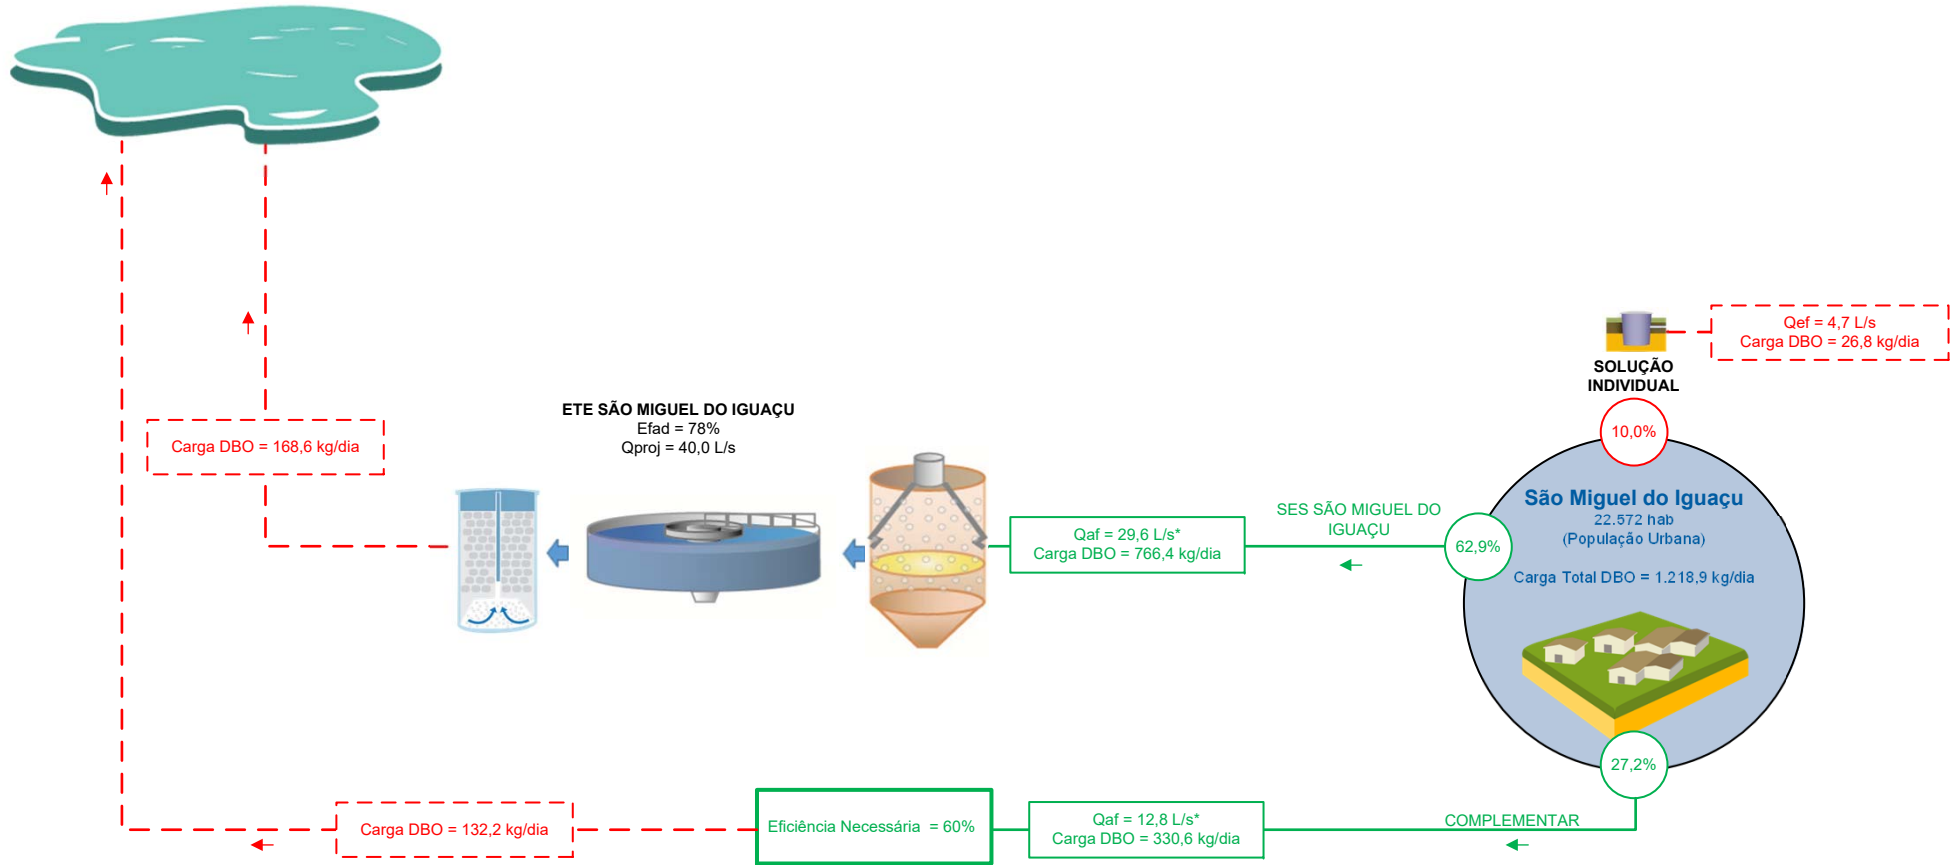 Qef = 4,7 L/s
Carga DBO = 26,8 kg/dia
SOLUÇÃO
INDIVIDUAL
10,0%
ETE SÃO MIGUEL DO IGUAÇU
Efad = 78%
Qproj = 40,0 L/s
Carga DBO = 168,6 kg/dia
São Miguel do Iguaçu
22.572 hab
(População Urbana)
Carga Total DBO = 1.218,9 kg/dia
SES SÃO MIGUEL DO
IGUAÇU
62,9%
Qaf = 29,6 L/s*
Carga DBO = 766,4 kg/dia
27,2%
COMPLEMENTAR
Qaf = 12,8 L/s*
Carga DBO = 330,6 kg/dia
Eficiência Necessária = 60%
Carga DBO = 132,2 kg/dia